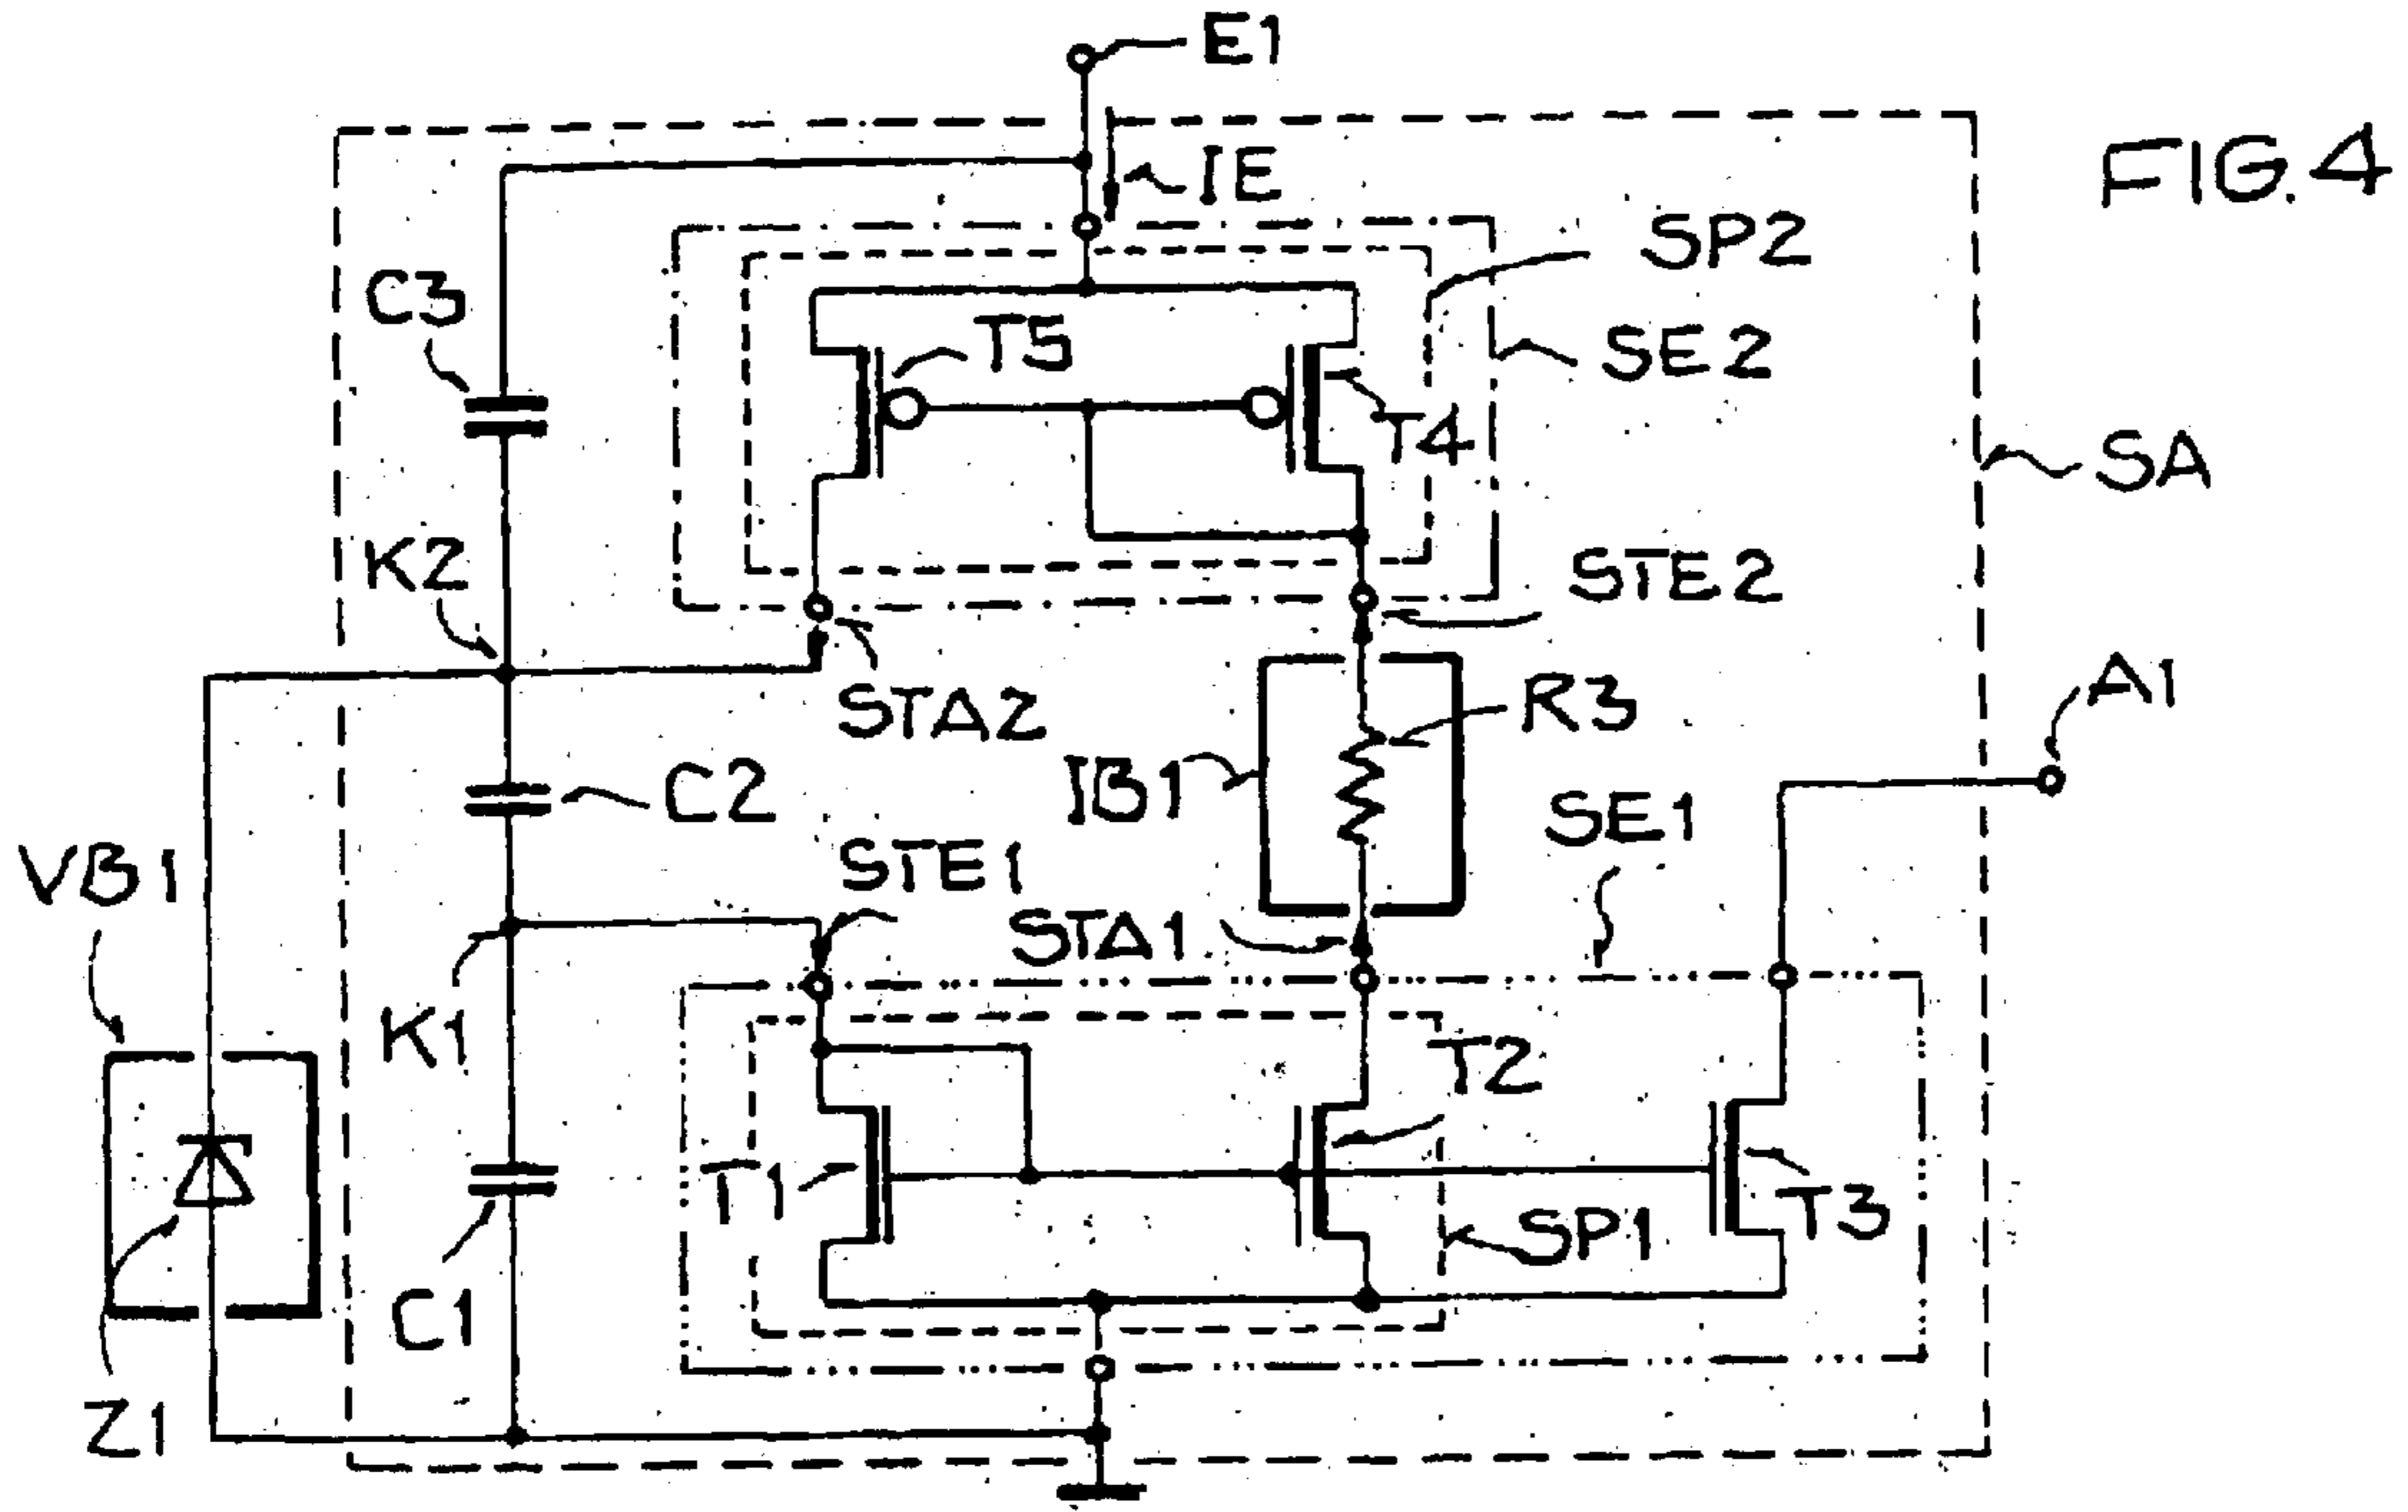 E1
FIG.4
IE
SP2
C3
T5
SE2
T4
SA
K2
STE2
A1
STA2
R3
IB1
C2
SE1
VB1
STE1
STA1
K1
T2
T1
T3
SP1
C1
Z1